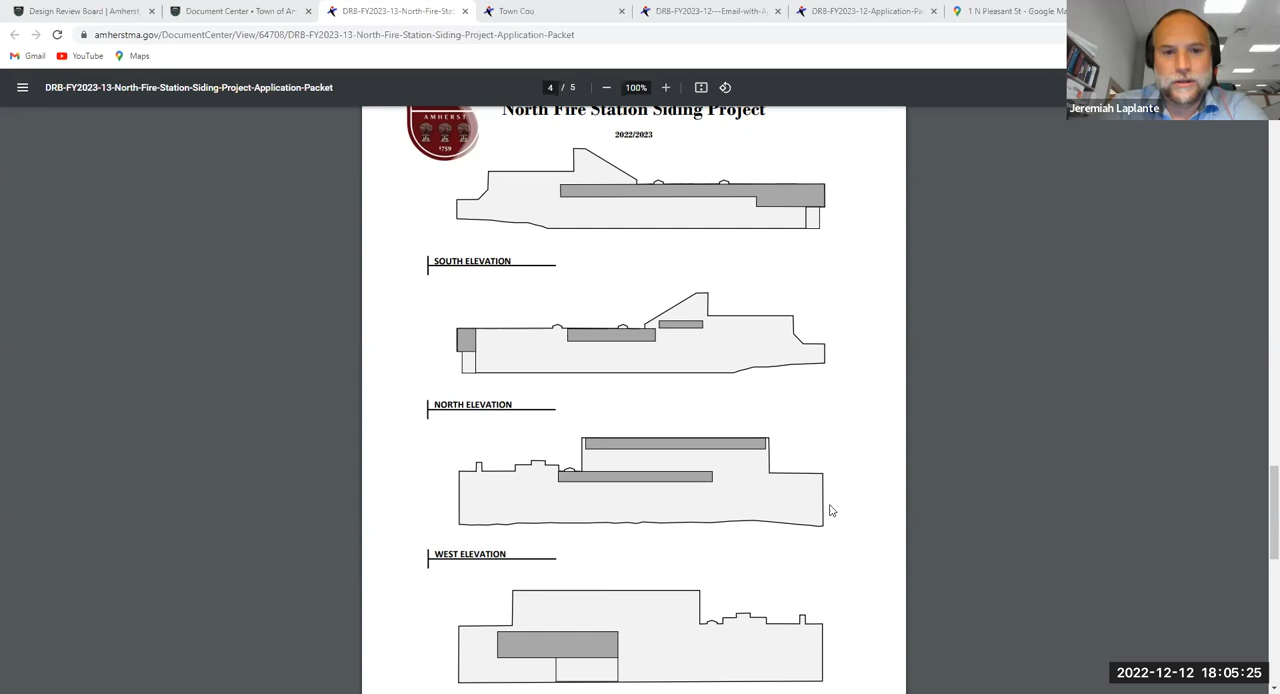 Design Review Board | Amherst,
Document Center • Town of Am
DRB-FY2023-13-North-Fire-Sta
Town Cou
DRB-FY2023-12---Email-with-A
DRB-FY2023-12-Application-Pa
1 N Pleasant St - Google Ma
amherstma.gov/DocumentCenter/View/64708/DRB-FY2023-13-North-Fire-Station-Siding-Project-Application-Packet
Gmail
YouTube
Maps
DRB-FY2023-13-North-Fire-Station-Siding-Project-Application-Packet
4 / 5
100%
Jeremiah Laplante
North Fire Station Siding Project
AMHERST
1759
2022/2023
SOUTH ELEVATION
NORTH ELEVATION
WEST ELEVATION
2022-12-12 18:05:25